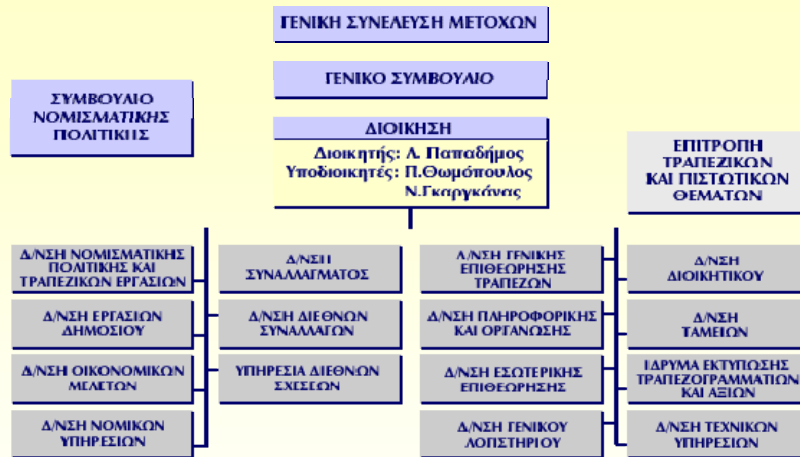 ΓΕΝΙΚΗ ΣΥΝΕΛΕΥΣΗ ΜΕΤΟΧΩΝ
ΓΕΝΙΚΟ ΣΥΜΒΟΥΛΙΟ
ΣΥΜΒΟΥΛΙΟ
ΝΟΜΙΣΜΑΤΙΚΗΣ
ΠΟΛΙΤΙΚΗΣ
ΔΙΟΙΚΗΣΗ
Διοικητής: Λ. Παπαδήμος
Υποδιοικητές: Π.Θωμόπουλος
Ν.Γκαργκάνας
ΕΠΙΤΡΟΠΗ
ΤΡΑΠΕΖΙΚΩΝ
ΚΑΙ ΠΙΣΤΩΤΙΚΩΝ
ΘΕΜΑΤΩΝ
Δ/ΝΣΗ ΝΟΜΙΣΜΑΤΙΚΗΣ
ΠΟΛΙΤΙΚΗΣ ΚΑΙ
ΤΡΑΠΕΖΙΚΩΝ ΕΡΓΑΣΙΩΝ
Δ/ΝΣΗ
ΣΥΝΑΛΛΑΓΜΑΤΟΣ
Δ/ΝΣΗ ΓΕΝΙΚΗΣ
ΕΠΙΘΕΩΡΗΣΗΣ
ΤΡΑΠΕΖΩΝ
Δ/ΝΣΗ
ΔΙΟΙΚΗΤΙΚΟΥ
Δ/ΝΣΗ ΕΡΓΑΣΙΩΝ
ΔΗΜΟΣΙΟΥ
Δ/ΝΣΗ ΔΙΕΘΝΩΝ
ΣΥΝΑΛΛΑΓΩΝ
Δ/ΝΣΗ ΠΛΗΡΟΦΟΡΙΚΗΣ
ΚΑΙ ΟΡΓΑΝΩΣΗΣ
Δ/ΝΣΗ
ΤΑΜΕΙΩΝ
Δ/ΝΣΗ ΟΙΚΟΝΟΜΙΚΩΝ
ΜΕΛΕΤΩΝ
ΥΠΗΡΕΣΙΑ ΔΙΕΘΝΩΝ
ΣΧΕΣΕΩΝ
Δ/ΝΣΗ ΕΣΩΤΕΡΙΚΗΣ
ΕΠΙΘΕΩΡΗΣΗΣ
ΙΔΡΥΜΑ ΕΚΤΥΠΩΣΗΣ
ΤΡΑΠΕΖΟΓΡΑΜΜΑΤΙΩΝ
ΚΑΙ ΑΞΙΩΝ
Δ/ΝΣΗ ΝΟΜΙΚΩΝ
ΥΠΗΡΕΣΙΩΝ
Δ/ΝΣΗ ΓΕΝΙΚΟΥ
ΛΟΓΙΣΤΗΡΙΟΥ
Δ/ΝΣΗ ΤΕΧΝΙΚΩΝ
ΥΠΗΡΕΣΙΩΝ